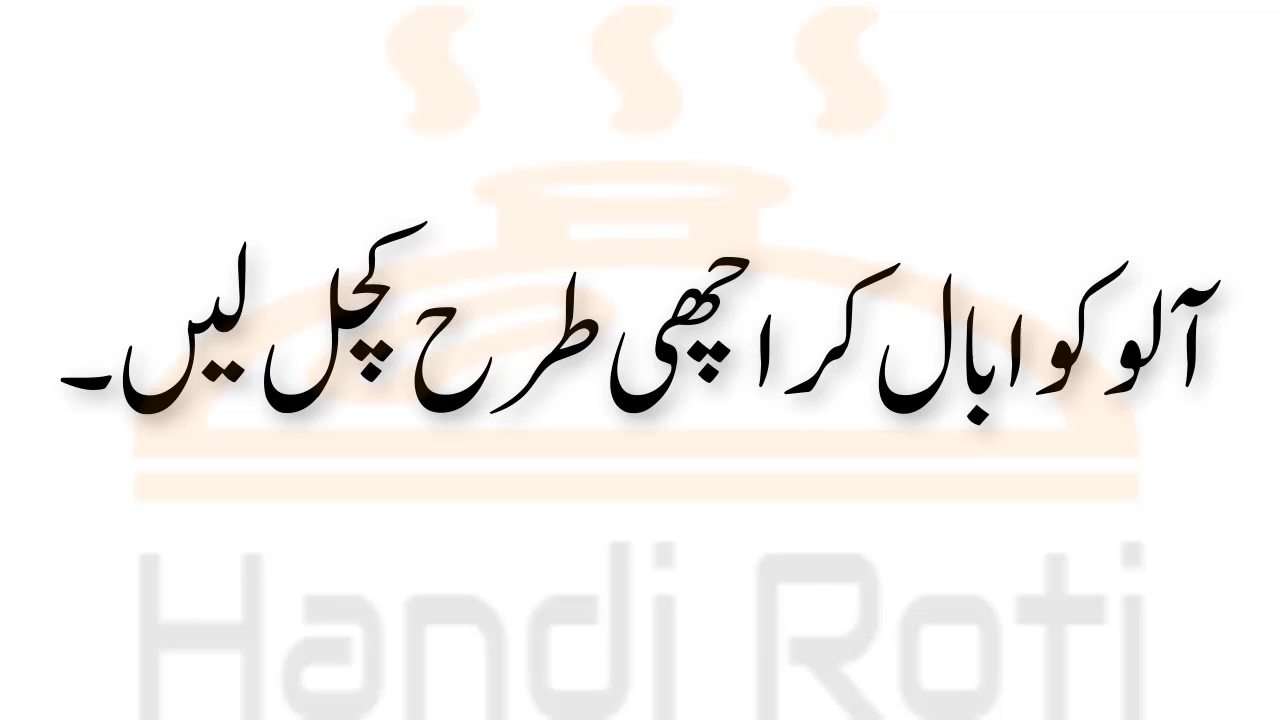 آلو کو ابال کر اچھی طرح کچل لیں۔
Handi Roti